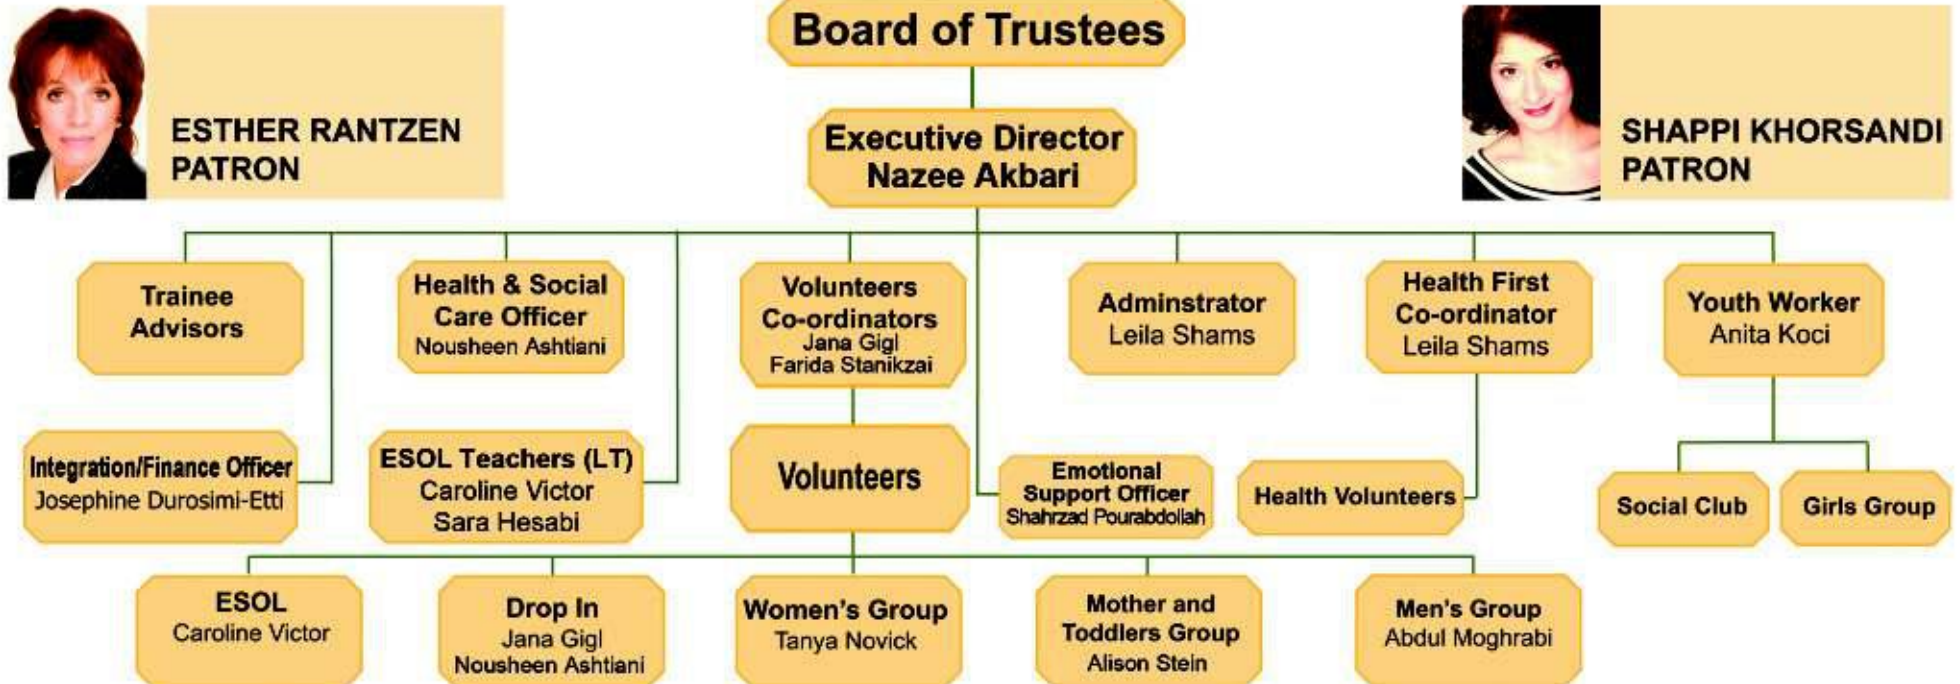 Board of Trustees
ESTHER RANTZEN
PATRON
SHAPPI KHORSANDI
PATRON
Executive Director
Nazee Akbari
Trainee
Advisors
Health & Social
Care Officer
Nousheen Ashtiani
Volunteers
Co-ordinators
Jana Gigl
Farida Stanikzai
Adminstrator
Leila Shams
Health First
Co-ordinator
Leila Shams
Youth Worker
Anita Koci
Integration/Finance Officer
Josephine Durosimi-Etti
ESOL Teachers (LT)
Caroline Victor
Sara Hesabi
Volunteers
Emotional
Support Officer
Shahrzad Pourabdollah
Health Volunteers
Social Club
Girls Group
ESOL
Caroline Victor
Drop In
Jana Gigl
Nousheen Ashtiani
Women's Group
Tanya Novick
Mother and
Toddlers Group
Alison Stein
Men's Group
Abdul Moghrabi